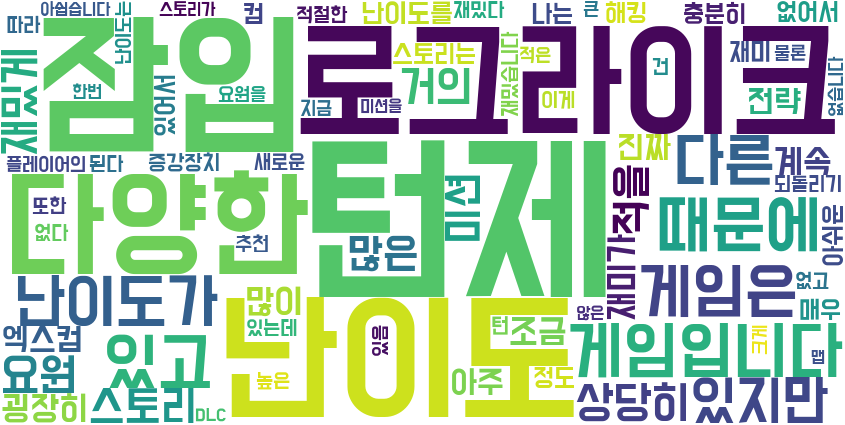 아쉽습니다
스토리가
컴
적절한
난이도를
재밌다
나는
큰
해킹
충분히
없어서
따라
난이도는
잠입
로그라이크
스토리는
적은
재미
물론
재밌게
한번
있어
요원을
거의
지금
미션을
재밌습니다
이게
건
전략
없습니다
플레이어의
된다
증강장치
새로운
진짜
다른
계속
되돌리기
다양한
턴제
또한
없다
추천
많은
미션
재미가
적을
때문에
아쉬운
난이도가
많이
있는데
난이도
있음
턴
조금
않은
게임은
없고
매우
엑스컴
요원
있고
높은
아주
정도
게임입니다
크게
맵
굉장히
스토리
DLC
상당히
있지만